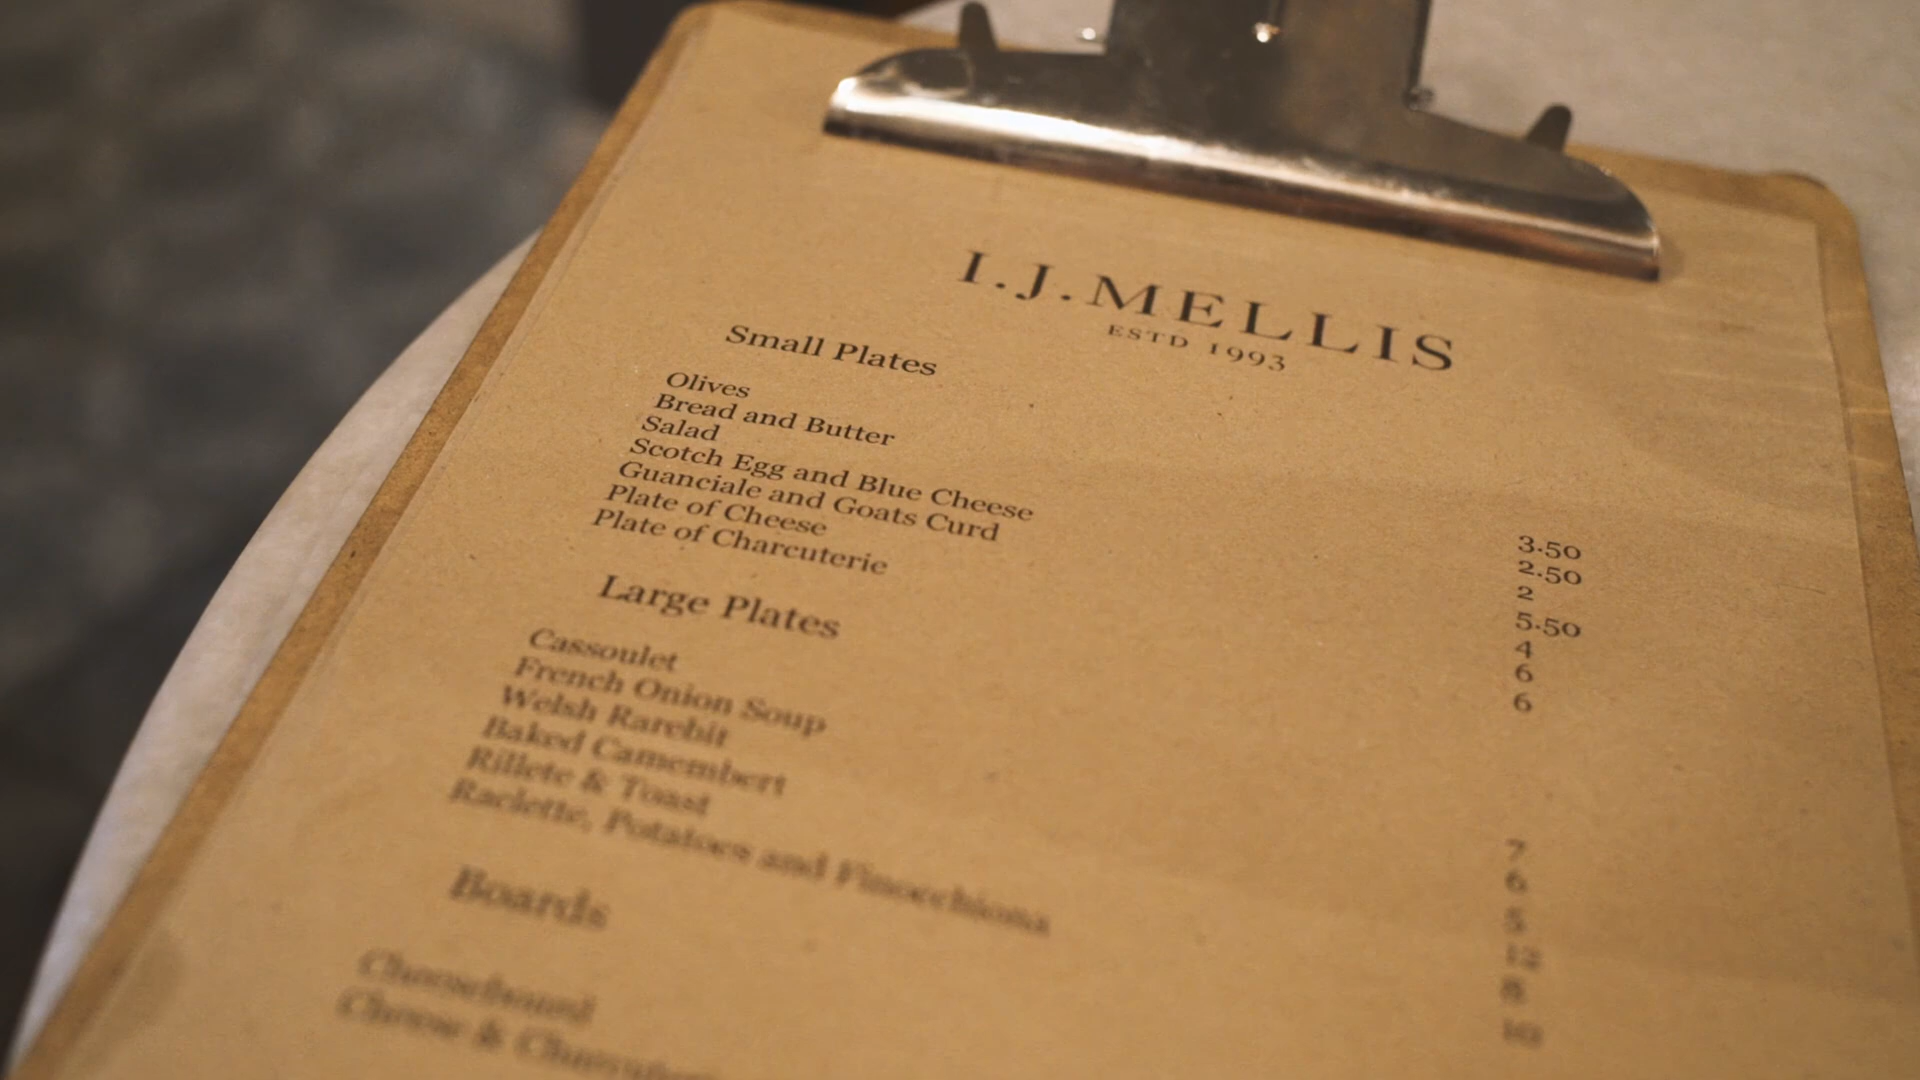 I.J.MELLIS
ESTD 1993
Small Plates
Olives 3.50
Bread and Butter 2.50
Salad 2
Scotch Egg and Blue Cheese 5.50
Guanciale and Goats Curd 4
Plate of Cheese 6
Plate of Charcuterie 6
Large Plates
Cassoulet 7
French Onion Soup 6
Welsh Rarebit 5
Baked Camembert 12
Rillete & Toast 8
Raclette, Potatoes and Finocchiona 10
Boards
Cheeseboard
Cheese &